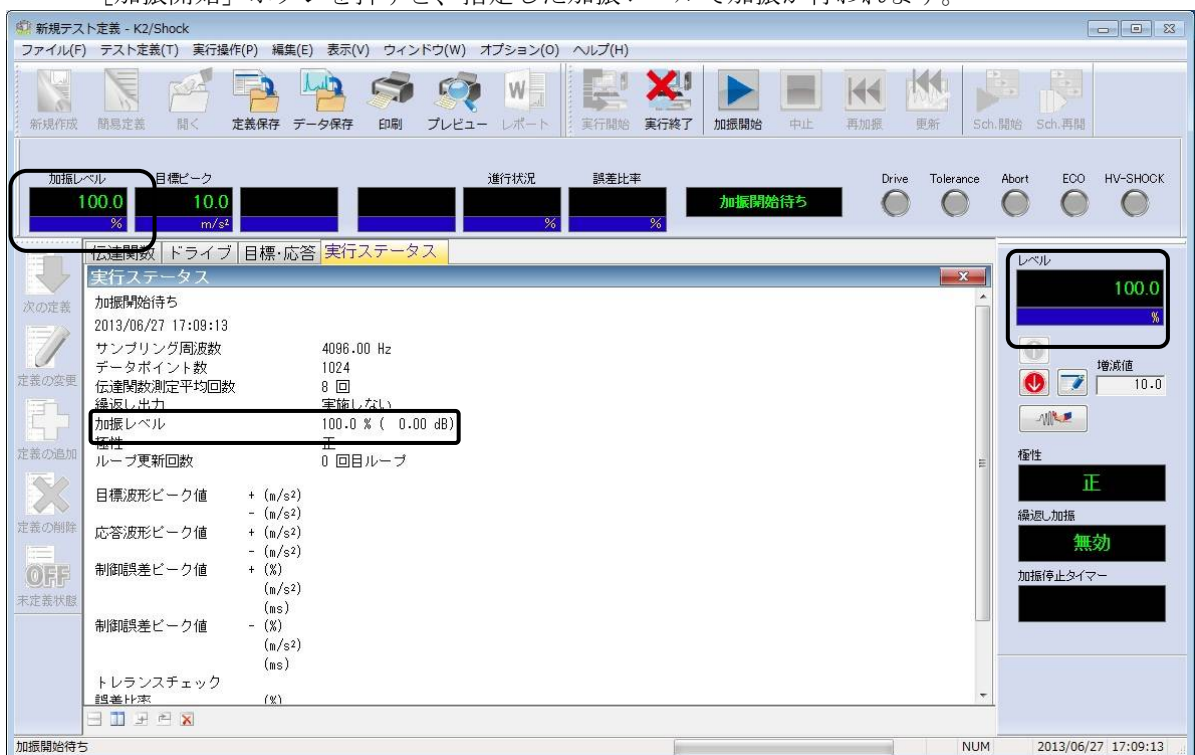 [加振開始] ボタンを押すと、指定した加振レベルで加振が行われます。
新規テスト定義 - K2/Shock
ファイル(F) テスト定義(T) 実行操作(P) 編集(E) 表示(V) ウィンドウ(W) オプション(O) ヘルプ(H)
新規作成 簡易定義 開く 定義保存 データ保存 印刷 プレビュー レポート 実行開始 実行終了 加振開始 中止 再加振 更新 Sch.開始 Sch.再開
加振レベル 目標ピーク 進行状況 誤差比率 Drive Tolerance Abort ECO HV-SHOCK
100.0 10.0 加振開始待ち
% m/s² % %
伝達関数 ドライブ 目標・応答 実行ステータス
実行ステータス
加振開始待ち
2013/06/27 17:09:13
サンプリング周波数 4096.00 Hz
データポイント数 1024
伝達関数測定平均回数 8 回
繰返し出力 実施しない
加振レベル 100.0 % ( 0.00 dB)
極性 正
ループ更新回数 0 回目ループ
目標波形ピーク値 + (m/s²)
- (m/s²)
応答波形ピーク値 + (m/s²)
- (m/s²)
制御誤差ピーク値 + (%)
(m/s²)
(ms)
制御誤差ピーク値 - (%)
(m/s²)
(ms)
トレランスチェック
誤差比率 (%)
次の定義
定義の変更
定義の追加
定義の削除
OFF
未定義状態
レベル
100.0
%
増減値
10.0
極性
正
繰返し加振
無効
加振停止タイマー
加振開始待ち NUM 2013/06/27 17:09:13